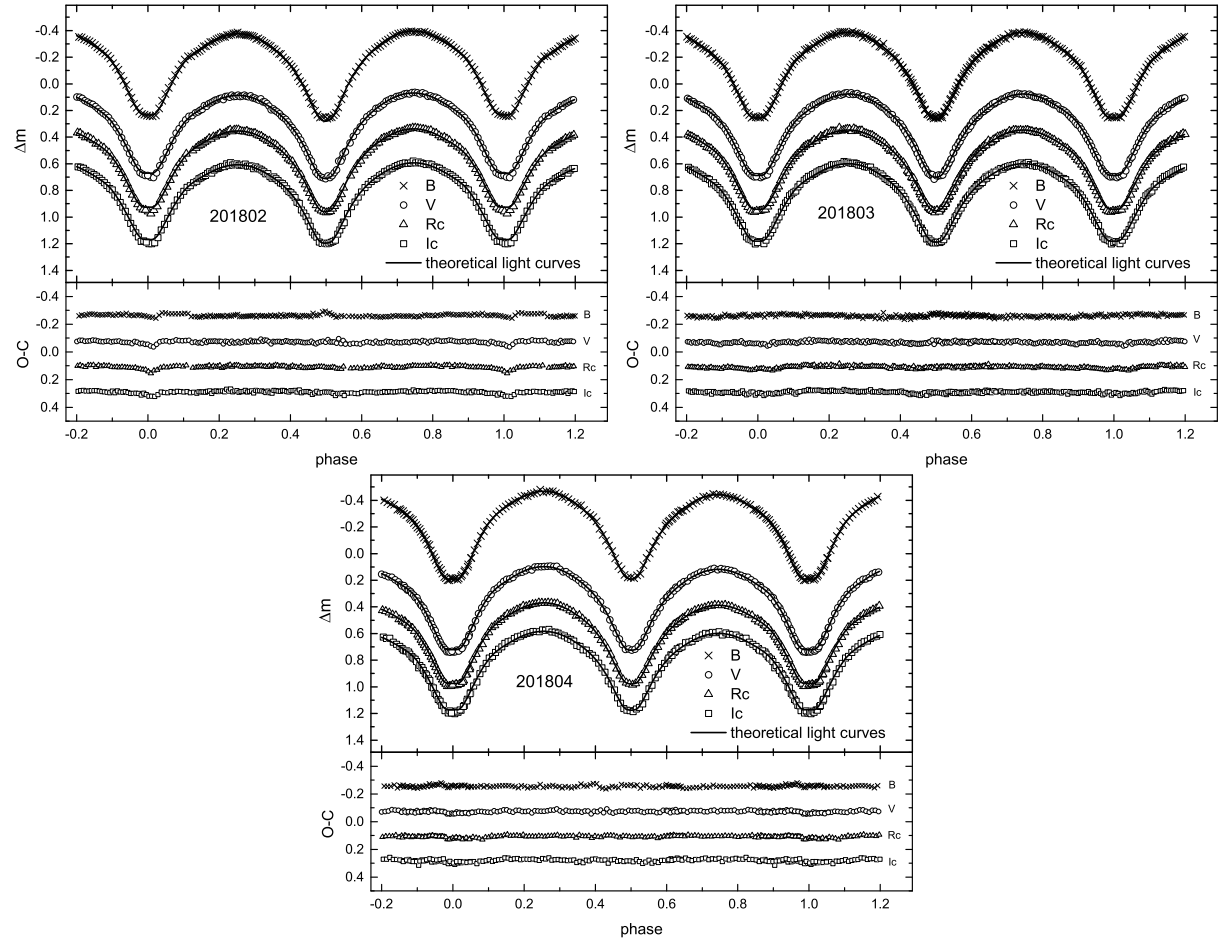 -0.4
-0.2
0.0
0.2
0.4
0.6
0.8
1.0
1.2
1.4
Δm
201802
× B
○ V
△ Rc
□ Ic
theoretical light curves
-0.4
-0.2
0.0
0.2
0.4
O-C
B
V
Rc
Ic
-0.2 0.0 0.2 0.4 0.6 0.8 1.0 1.2
phase
-0.4
-0.2
0.0
0.2
0.4
0.6
0.8
1.0
1.2
1.4
Δm
201803
× B
○ V
△ Rc
□ Ic
theoretical light curves
-0.4
-0.2
0.0
0.2
0.4
O-C
B
V
Rc
Ic
-0.2 0.0 0.2 0.4 0.6 0.8 1.0 1.2
phase
-0.4
-0.2
0.0
0.2
0.4
0.6
0.8
1.0
1.2
1.4
Δm
201804
× B
○ V
△ Rc
□ Ic
theoretical light curves
-0.4
-0.2
0.0
0.2
0.4
O-C
B
V
Rc
Ic
-0.2 0.0 0.2 0.4 0.6 0.8 1.0 1.2
phase